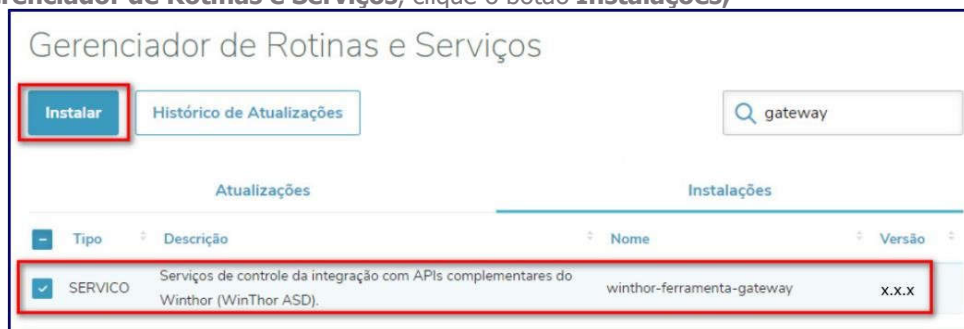 renciador de Rotinas e Serviços, clique o botão Instalações,
Gerenciador de Rotinas e Serviços
Instalar Histórico de Atualizações gateway
Atualizações Instalações
Tipo Descrição Nome Versão
SERVICO Serviços de controle da integração com APIs complementares do
Winthor (WinThor ASD). winthor-ferramenta-gateway x.x.x